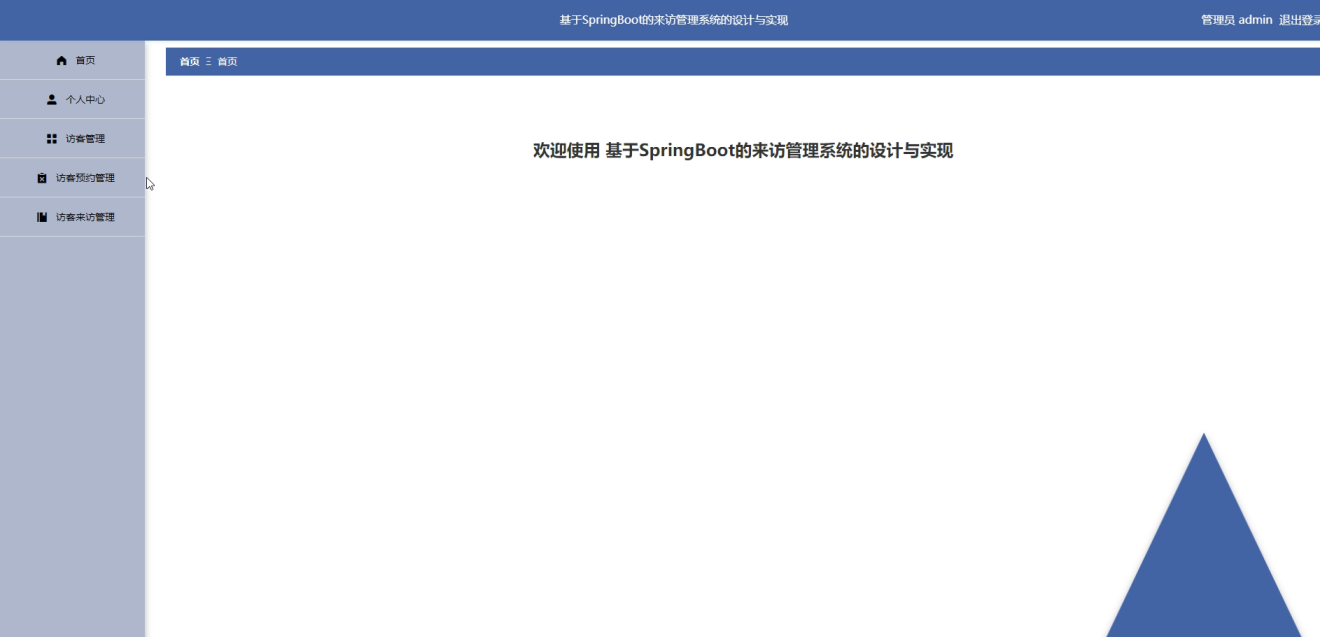 基于SpringBoot的来访管理系统的设计与实现
管理员 admin 退出登录
首页
个人中心
访客管理
访客预约管理
访客来访管理
首页 Ξ 首页
欢迎使用 基于SpringBoot的来访管理系统的设计与实现